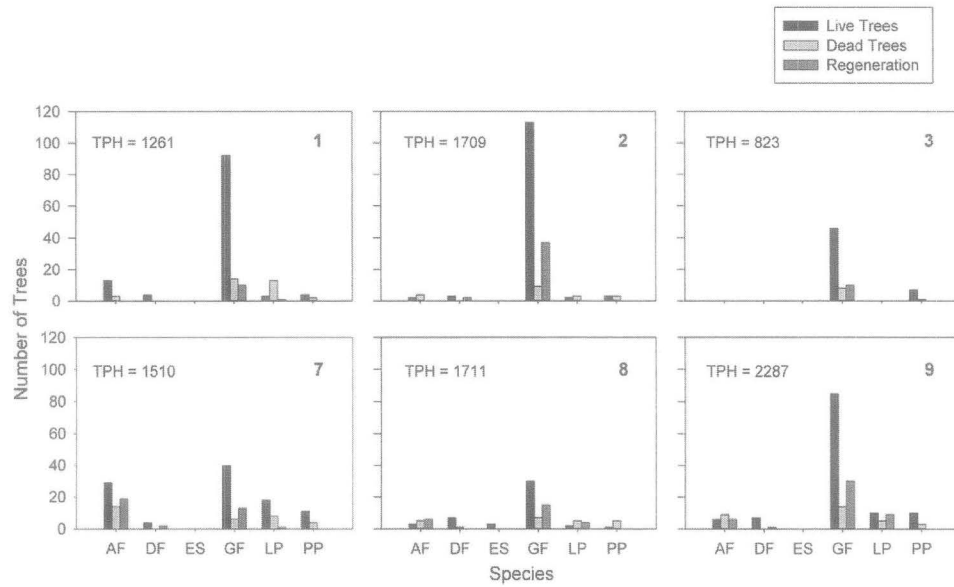 Live Trees
Dead Trees
Regeneration
120
100
80
60
40
20
0
TPH = 1261
1
TPH = 1709
2
TPH = 823
3
Number of Trees
120
100
80
60
40
20
0
TPH = 1510
7
TPH = 1711
8
TPH = 2287
9
AF DF ES GF LP PP
AF DF ES GF LP PP
AF DF ES GF LP PP
Species